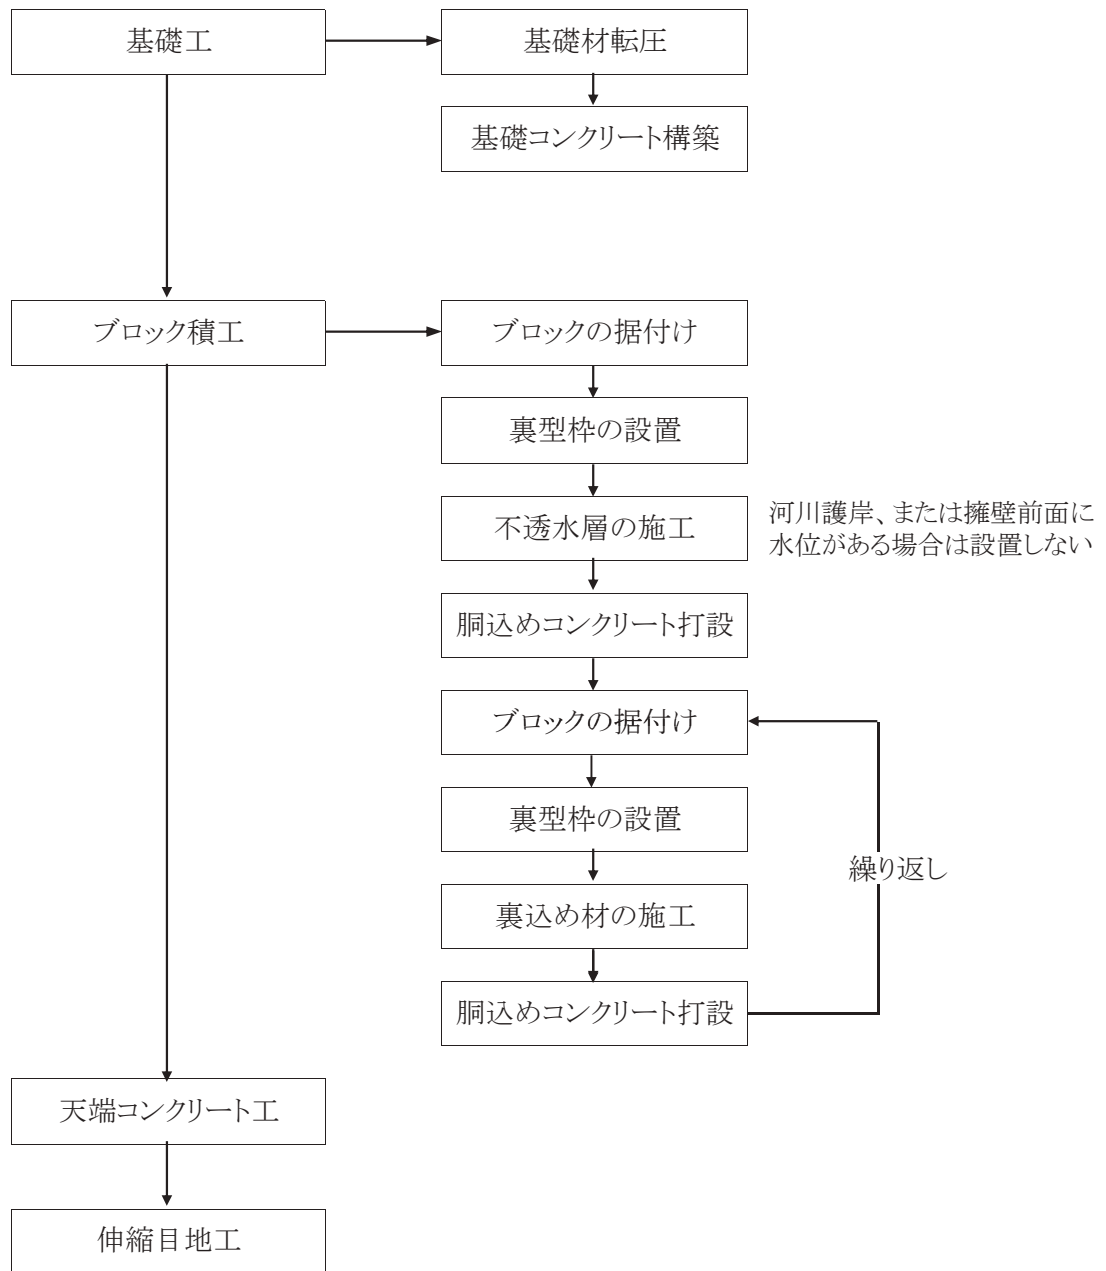 基礎工
基礎材転圧
基礎コンクリート構築
ブロック積工
ブロックの据付け
裏型枠の設置
不透水層の施工
河川護岸、または擁壁前面に
水位がある場合は設置しない
胴込めコンクリート打設
ブロックの据付け
裏型枠の設置
繰り返し
裏込め材の施工
胴込めコンクリート打設
天端コンクリート工
伸縮目地工